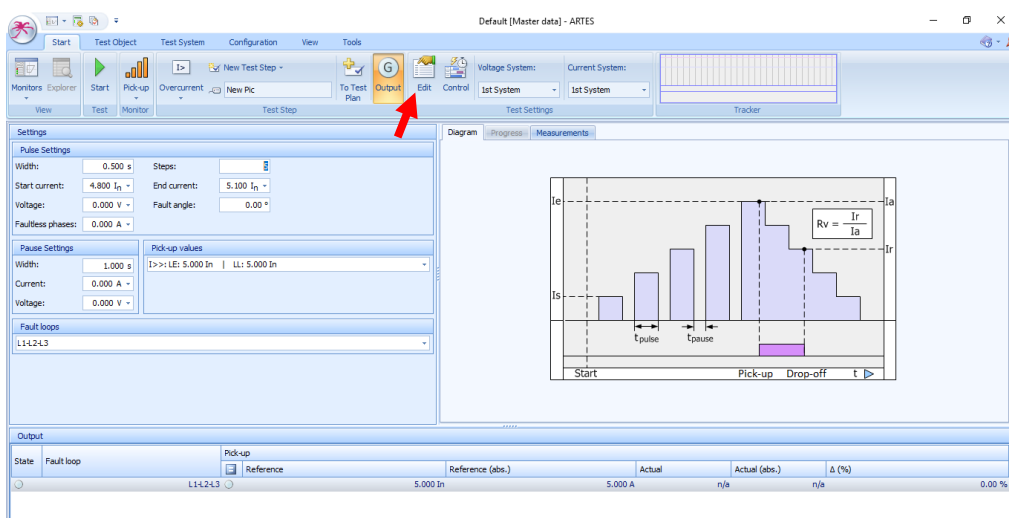 Default [Master data] - ARTES
Start Test Object Test System Configuration View Tools
Monitors Explorer Start Pick-up I> Overcurrent New Test Step New Pic To Test Plan G Output Edit Control Voltage System: 1st System Current System: 1st System
View Test Monitor Test Step Test Settings Tracker
Settings
Pulse Settings
Width: 0.500 s Steps: 5
Start current: 4.800 In End current: 5.100 In
Voltage: 0.000 V Fault angle: 0.00 °
Faultless phases: 0.000 A
Pause Settings
Width: 1.000 s
Current: 0.000 A
Voltage: 0.000 V
Pick-up values
I>>: LE: 5.000 In | LL: 5.000 In
Fault loops
L1-L2-L3
Diagram Progress Measurements
Ie Ia
Rv = Ir / Ia
Ir
Is
tpulse tpause
Start Pick-up Drop-off t
Output
State Fault loop Pick-up
Reference Reference (abs.) Actual Actual (abs.) Δ (%)
L1-L2-L3 5.000 In 5.000 A n/a n/a 0.00 %